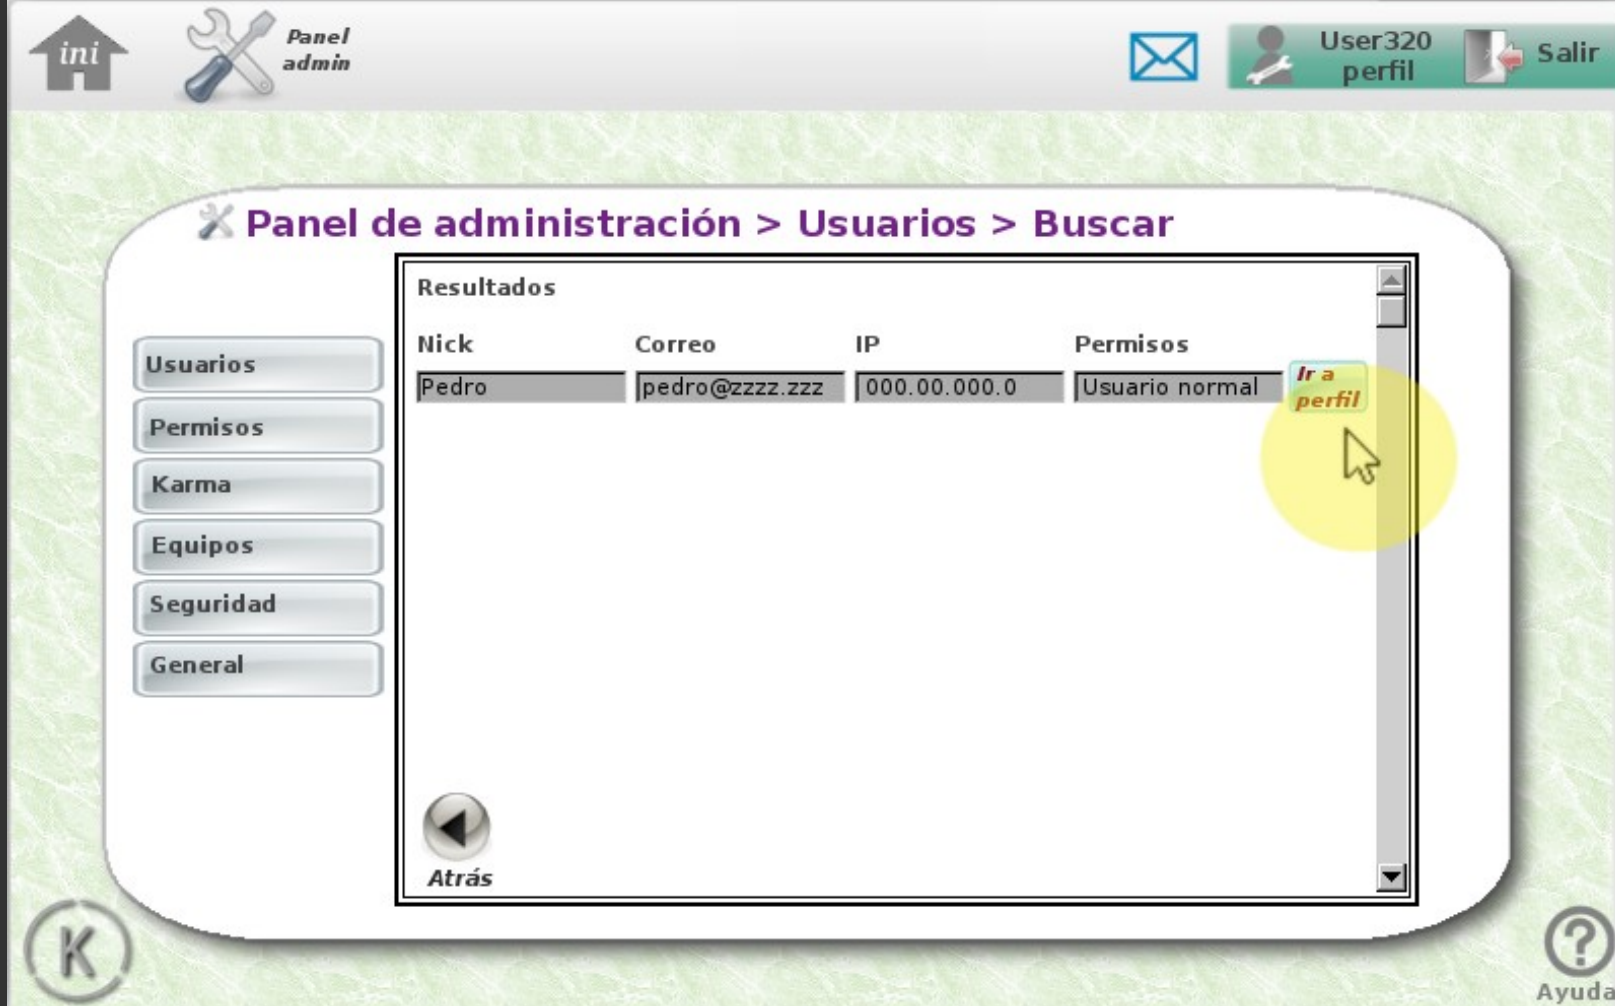 ini
Panel
admin
User320
perfil
Salir
Panel de administración > Usuarios > Buscar
Resultados
Nick Correo IP Permisos
Pedro pedro@zzzz.zzz 000.00.000.0 Usuario normal Ir a
perfil
Usuarios
Permisos
Karma
Equipos
Seguridad
General
Atrás
K
Ayuda